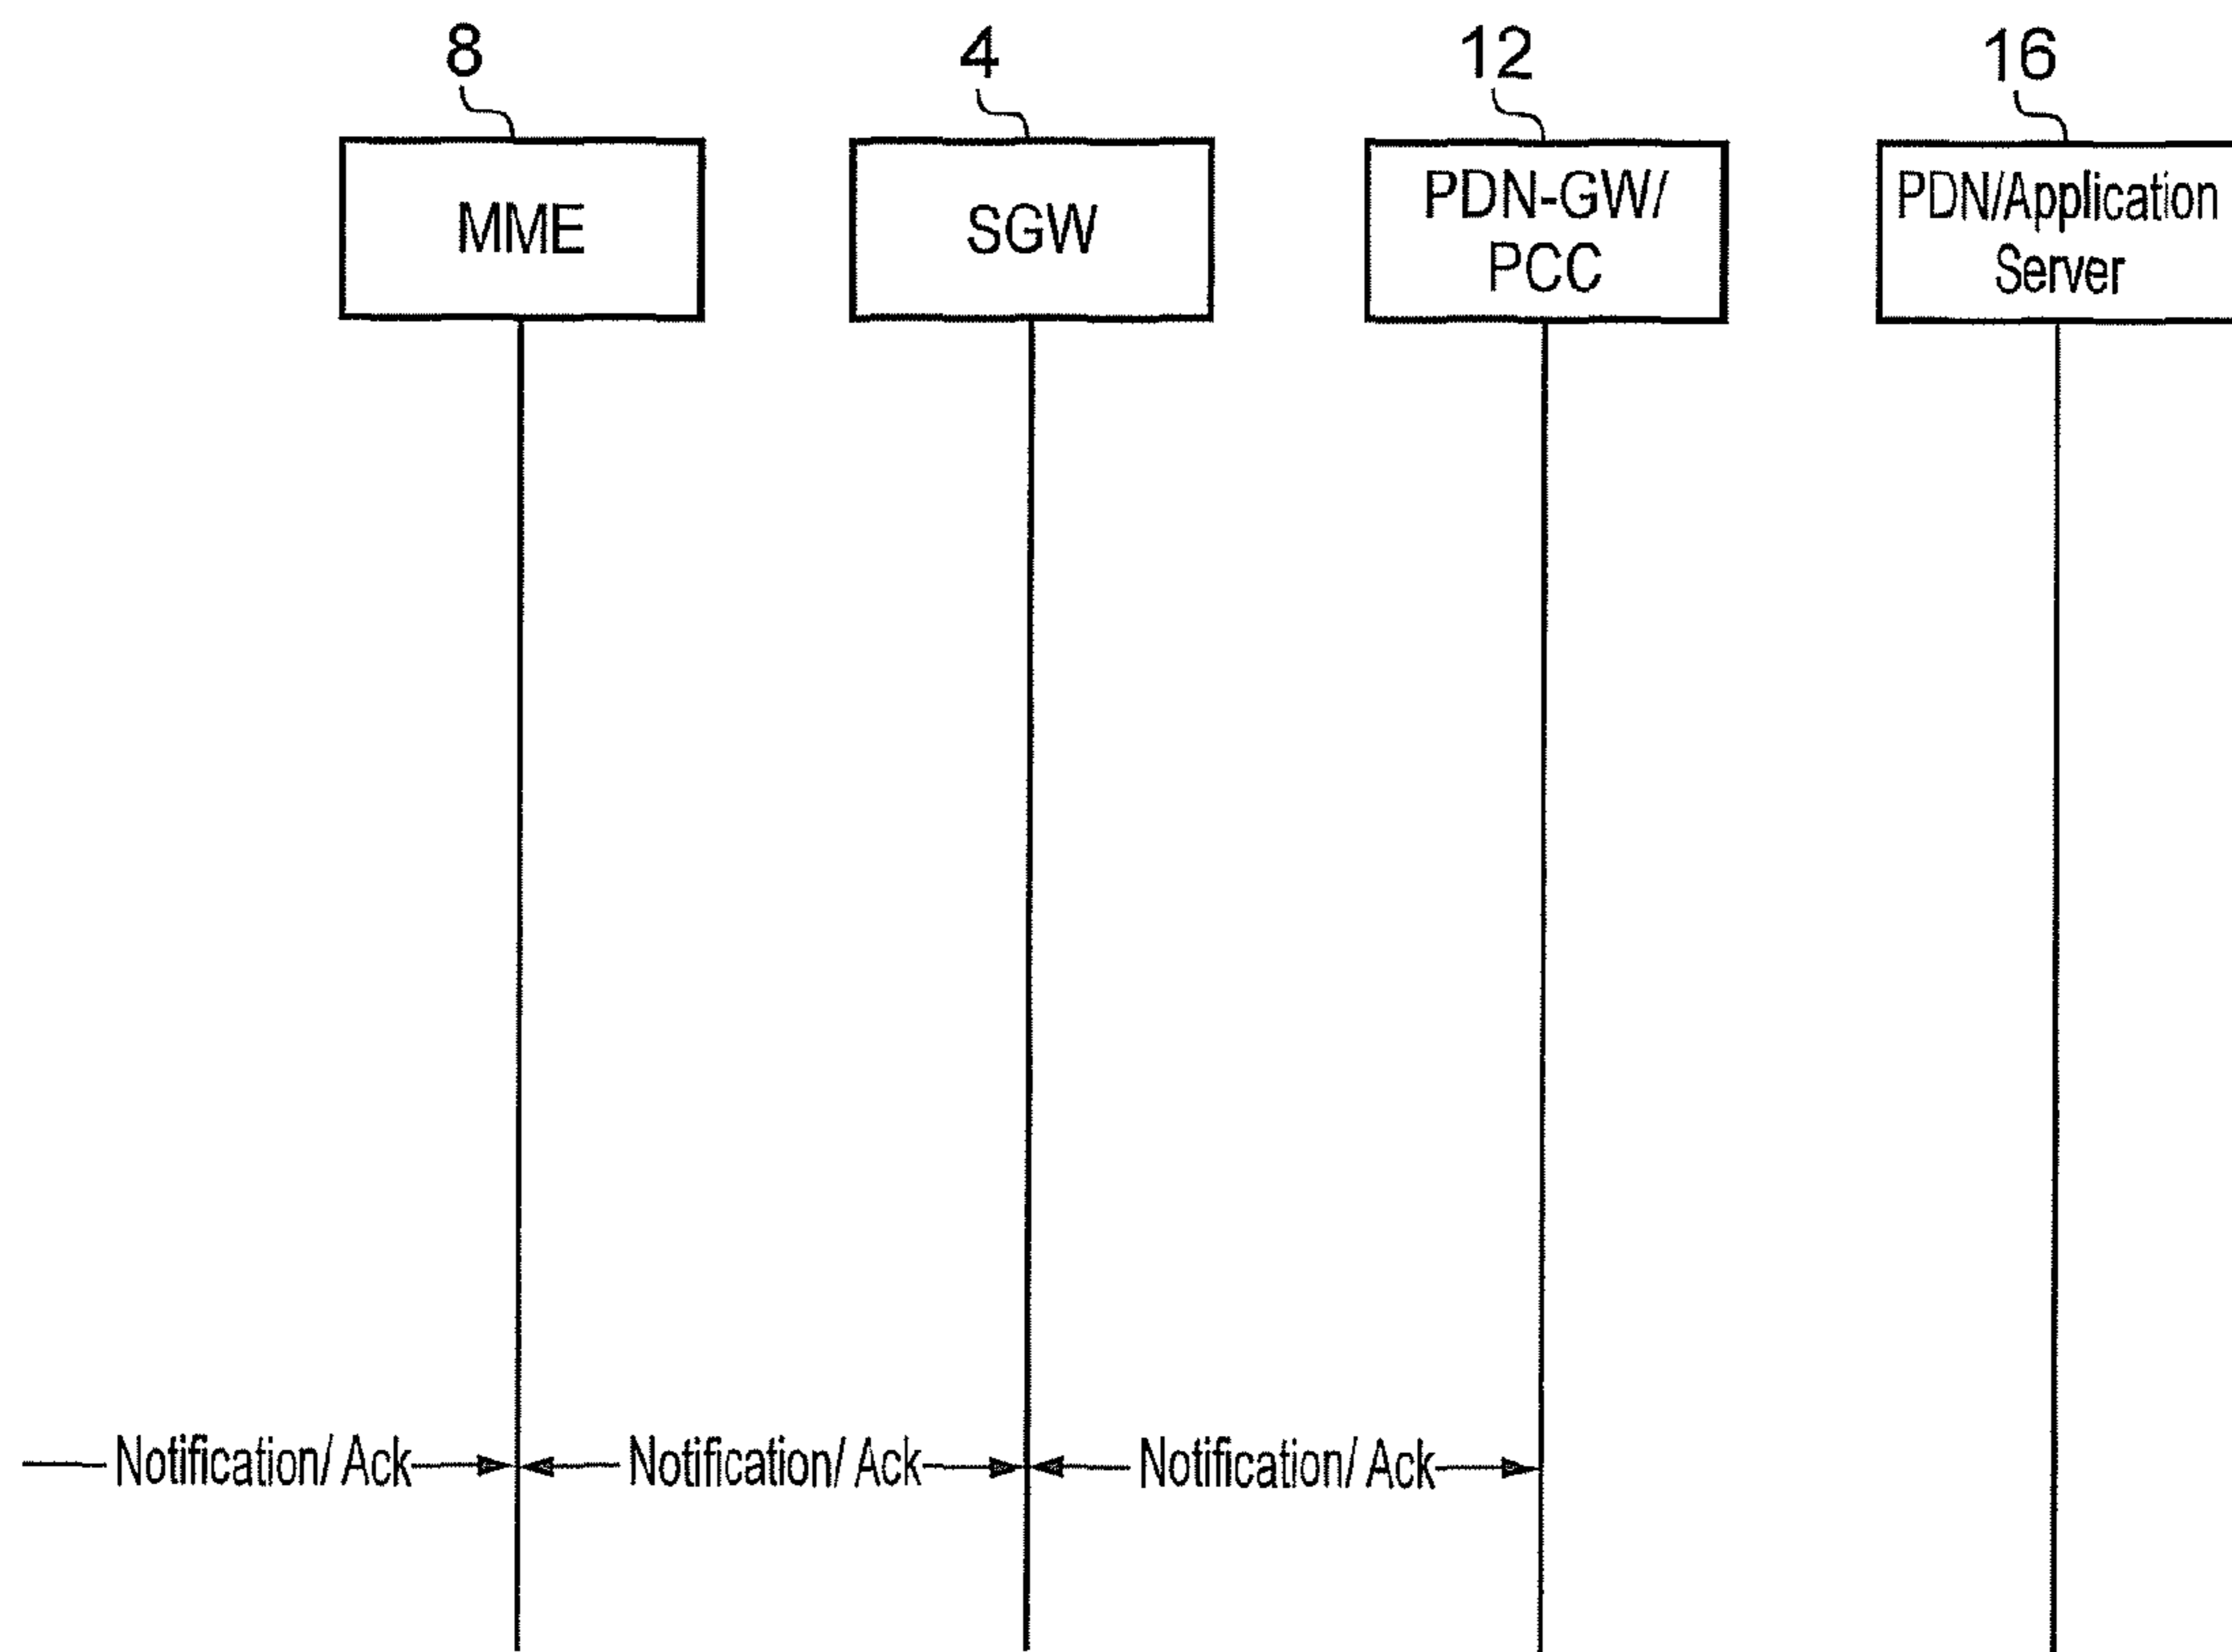 8
4
12
16
MME
SGW
PDN-GW/
PCC
PDN/Application
Server
Notification/ Ack
Notification/ Ack
Notification/ Ack